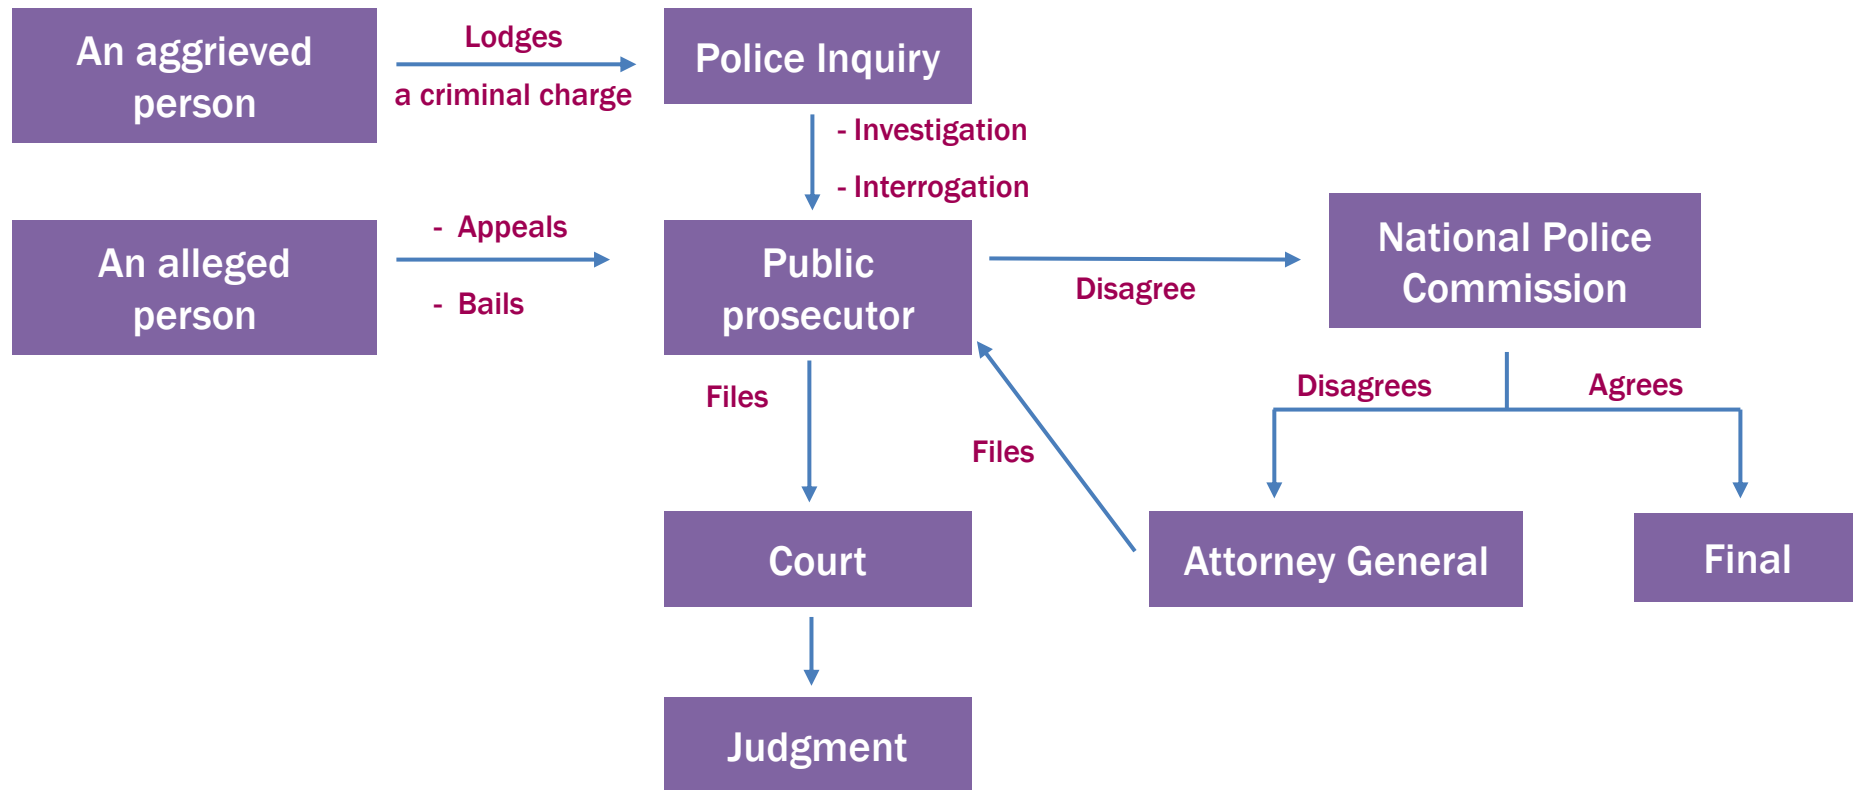 An aggrieved
person
Lodges
a criminal charge
Police Inquiry
- Investigation
- Interrogation
An alleged
person
- Appeals
- Bails
Public
prosecutor
Disagree
National Police
Commission
Files
Disagrees
Agrees
Files
Court
Attorney General
Final
Judgment